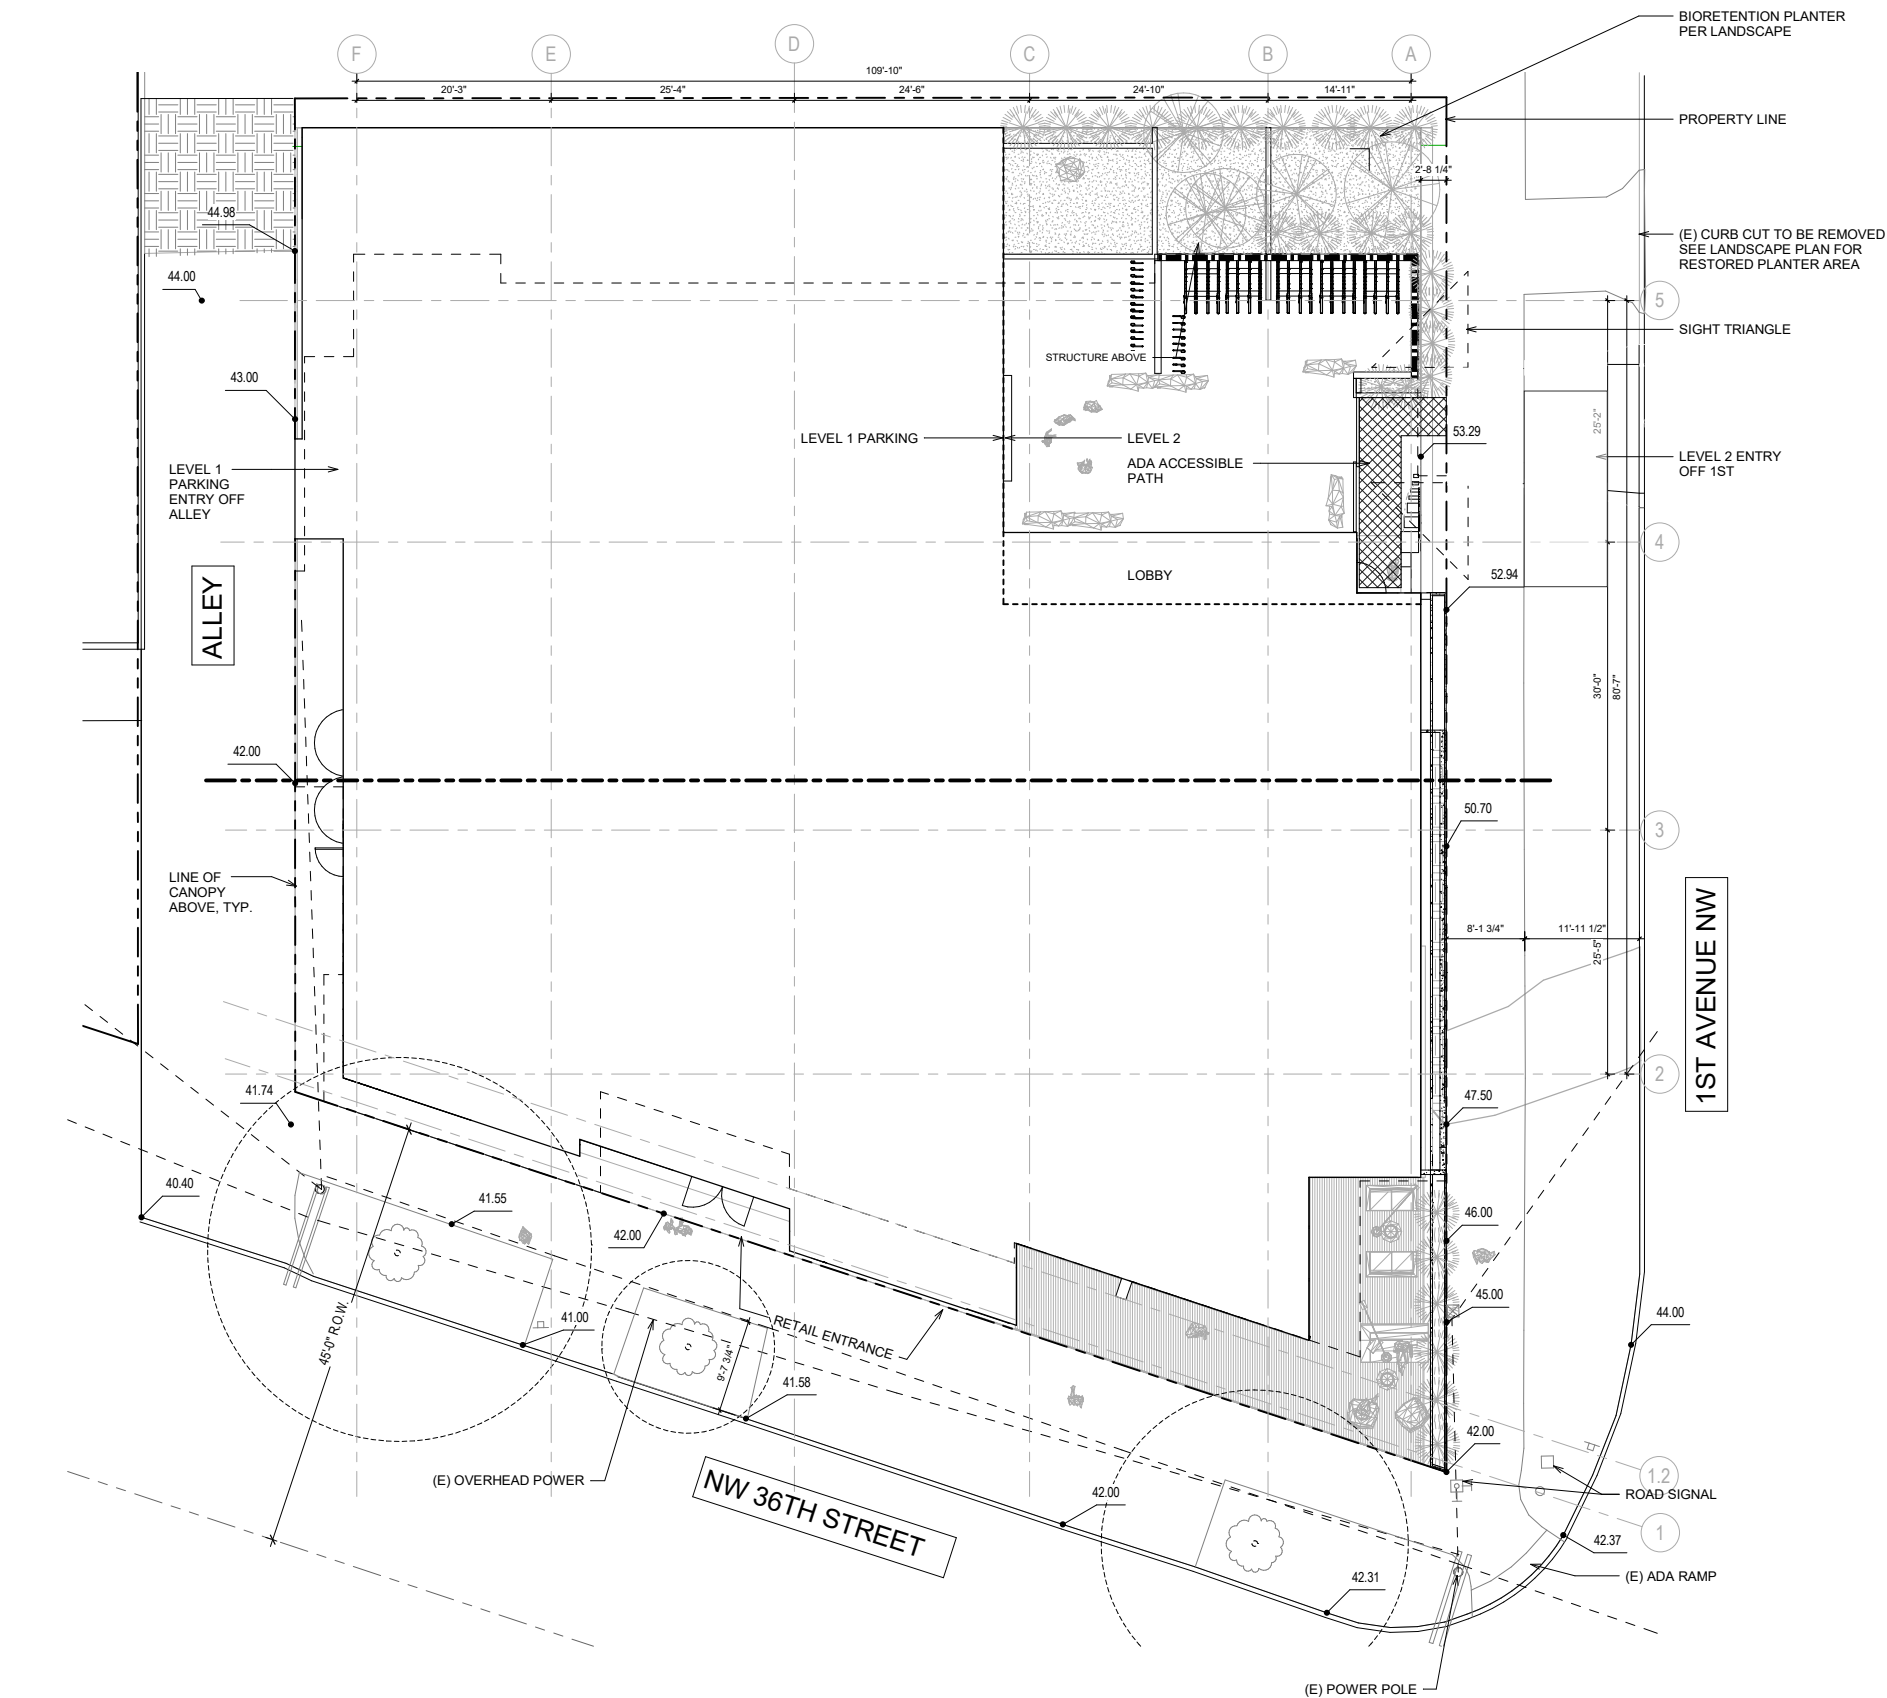 BIORETENTION PLANTER
PER LANDSCAPE
F
E
D
C
B
A
109'-10"
20'-3"
25'-4"
24'-6"
24'-10"
14'-11"
PROPERTY LINE
2'-8 1/4"
44.98
(E) CURB CUT TO BE REMOVED
SEE LANDSCAPE PLAN FOR
RESTORED PLANTER AREA
44.00
5
SIGHT TRIANGLE
STRUCTURE ABOVE
43.00
25'-2"
53.29
LEVEL 1 PARKING
LEVEL 2
ADA ACCESSIBLE
PATH
LEVEL 2 ENTRY
OFF 1ST
LEVEL 1
PARKING
ENTRY OFF
ALLEY
4
LOBBY
52.94
ALLEY
30'-0"
80'-7"
42.00
50.70
3
LINE OF
CANOPY
ABOVE, TYP.
8'-1 3/4"
11'-11 1/2"
25'-5"
1ST AVENUE NW
2
41.74
47.50
40.40
41.55
42.00
46.00
45.00
44.00
41.00
RETAIL ENTRANCE
45'-0" R.O.W.
9'-7 3/4"
41.58
42.00
(E) OVERHEAD POWER
NW 36TH STREET
42.00
1.2
ROAD SIGNAL
1
42.37
(E) ADA RAMP
42.31
(E) POWER POLE